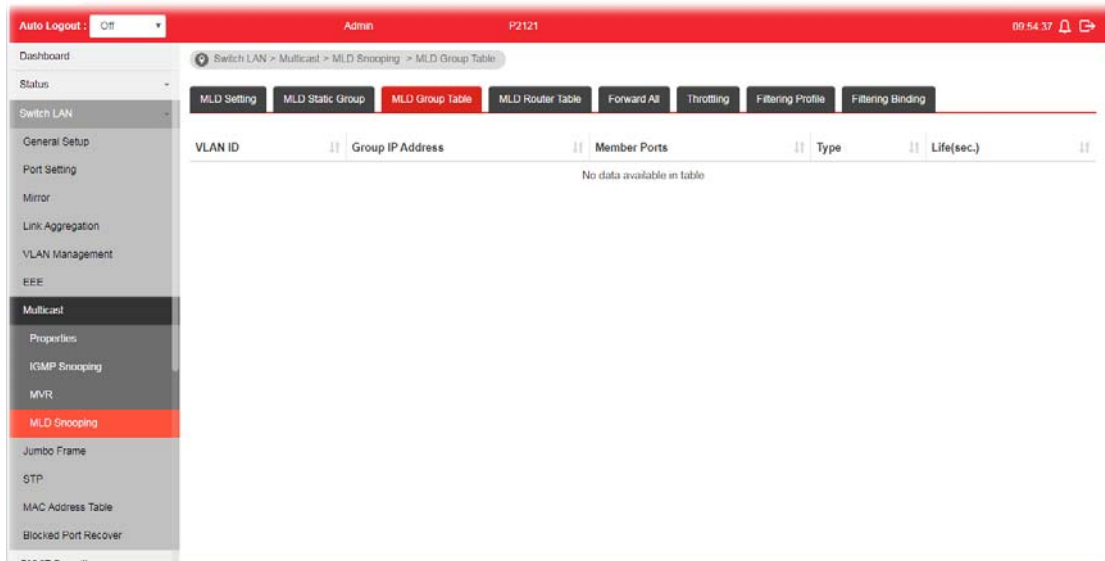 Auto Logout : Off Admin P2121 09:54:37
Dashboard
Status
Switch LAN
General Setup
Port Setting
Mirror
Link Aggregation
VLAN Management
EEE
Multicast
Properties
IGMP Snooping
MVR
MLD Snooping
Jumbo Frame
STP
MAC Address Table
Blocked Port Recover
Switch LAN > Multicast > MLD Snooping > MLD Group Table
MLD Setting MLD Static Group MLD Group Table MLD Router Table Forward All Throttling Filtering Profile Filtering Binding
VLAN ID Group IP Address Member Ports Type Life(sec.)
No data available in table